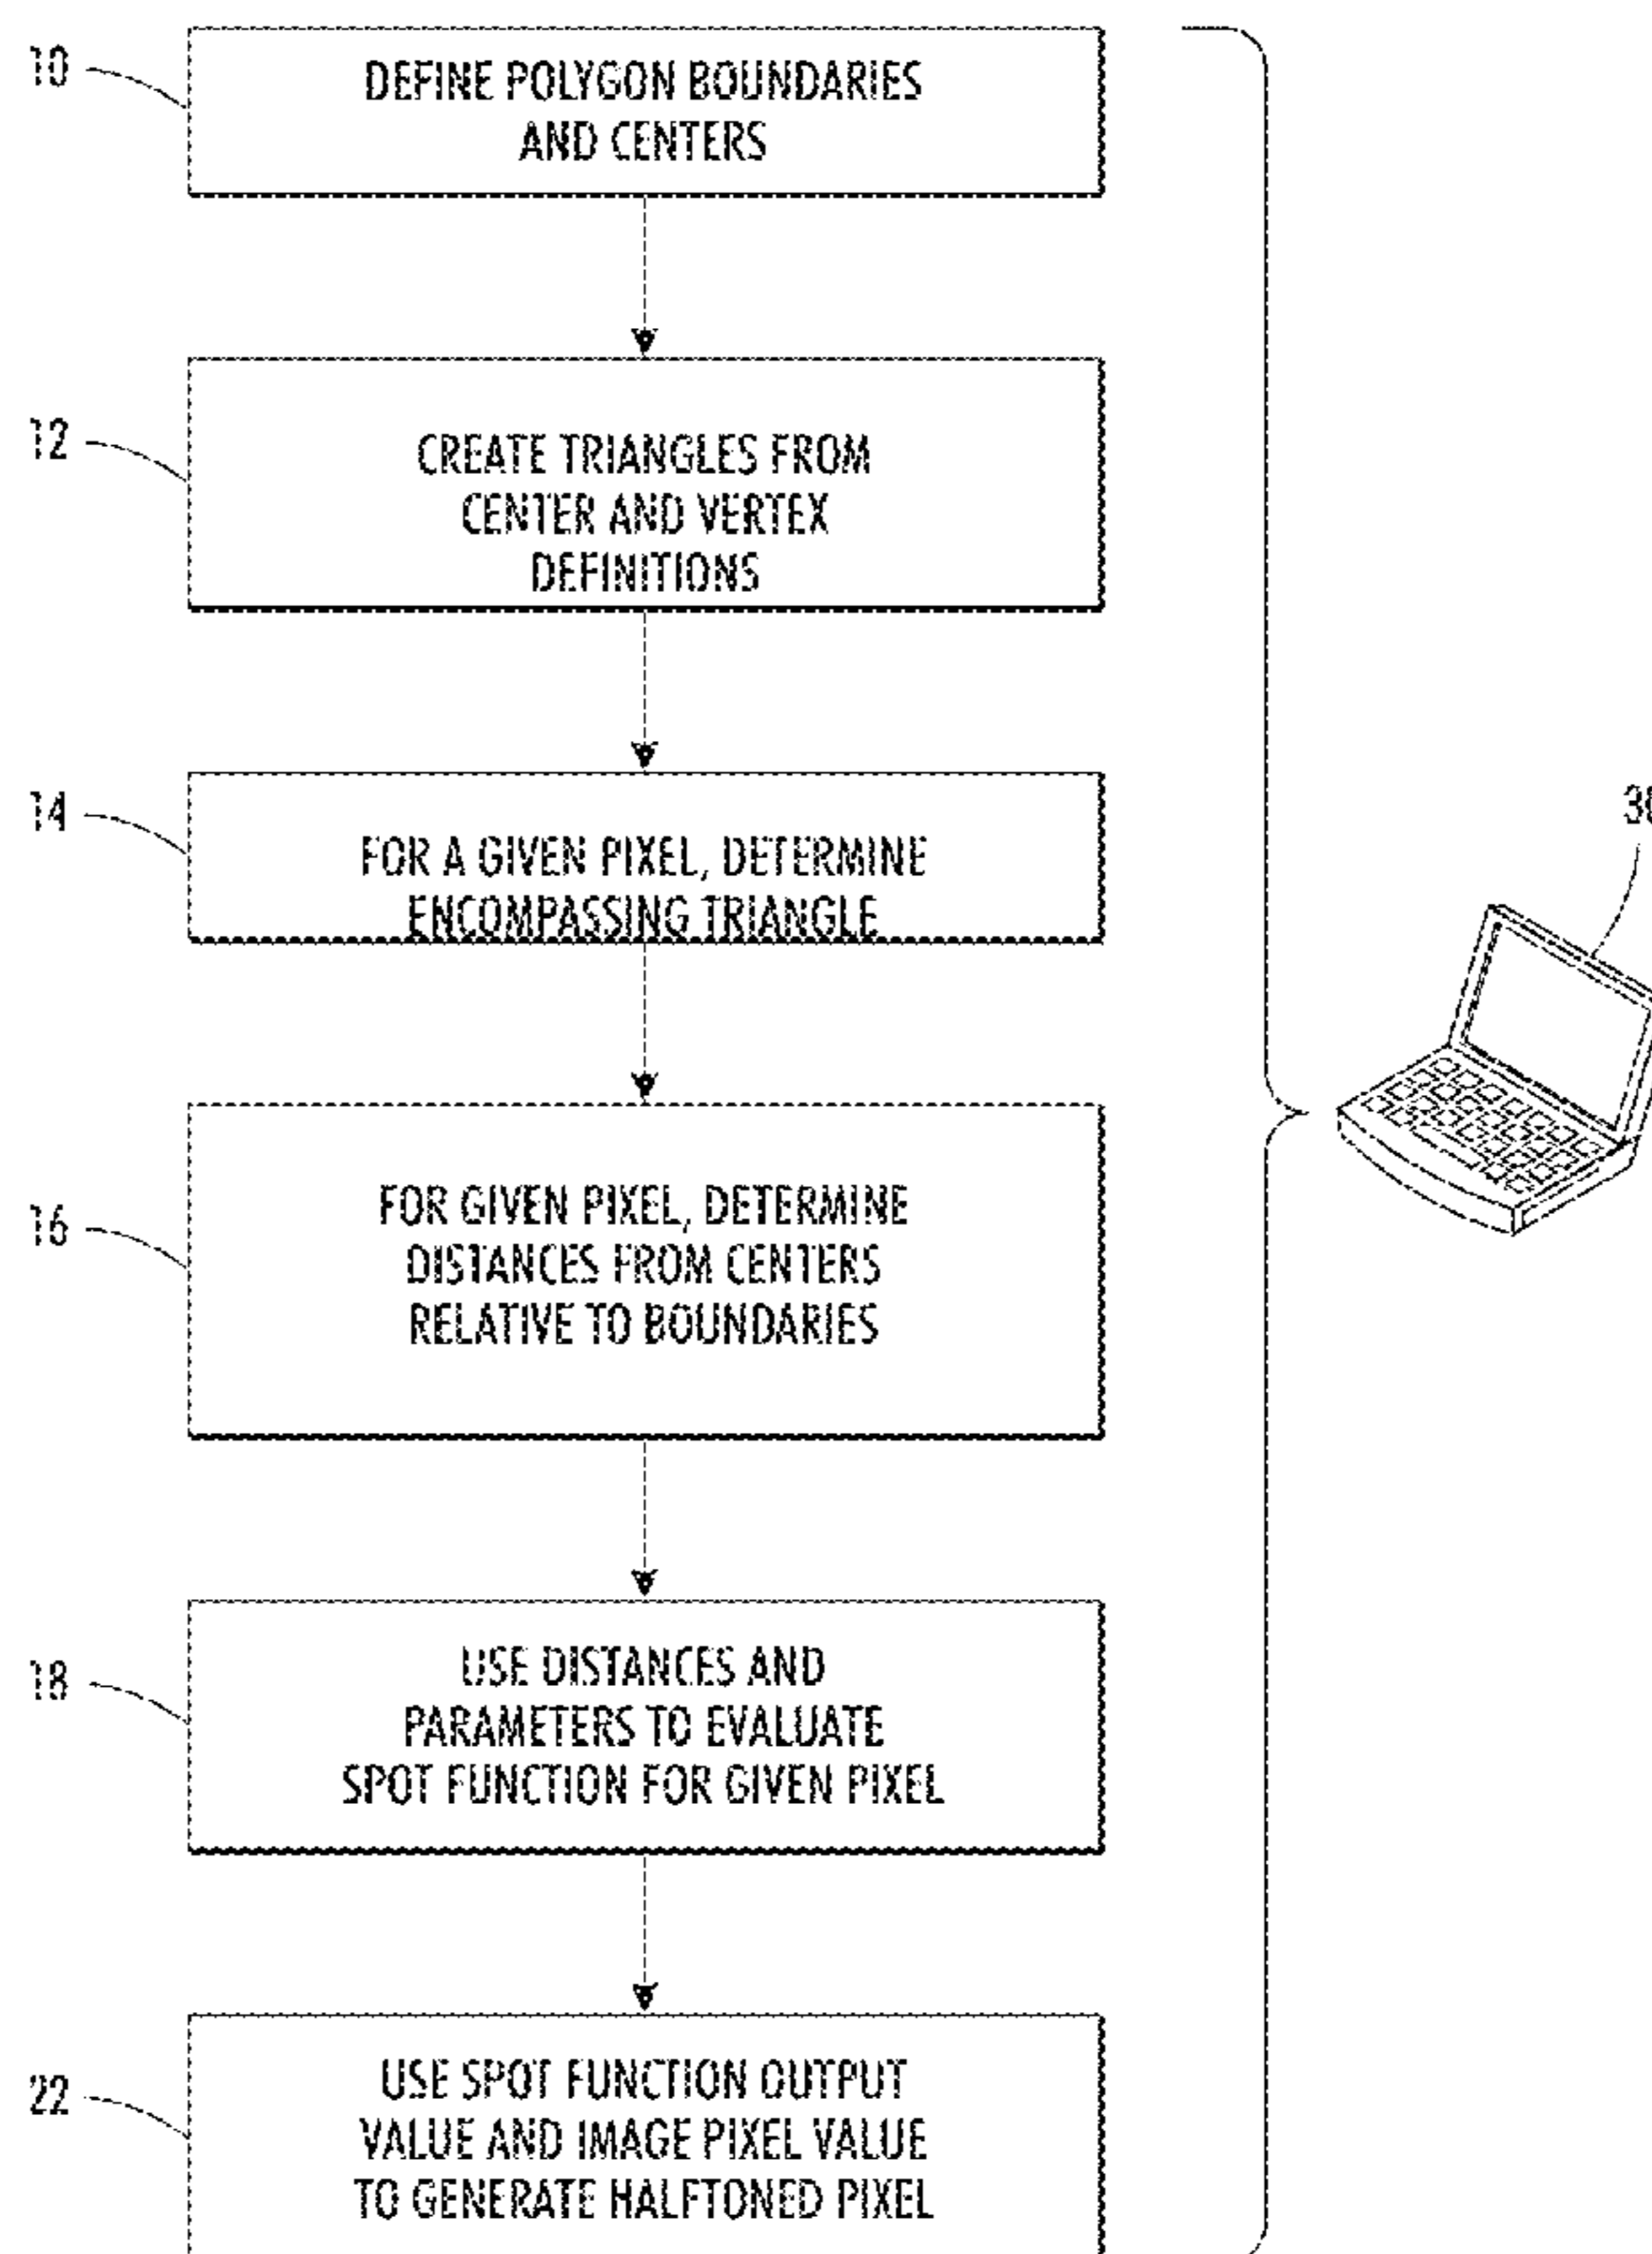 10
DEFINE POLYGON BOUNDARIES
AND CENTERS
12
CREATE TRIANGLES FROM
CENTER AND VERTEX
DEFINITIONS
14
FOR A GIVEN PIXEL, DETERMINE
ENCOMPASSING TRIANGLE
16
FOR GIVEN PIXEL, DETERMINE
DISTANCES FROM CENTERS
RELATIVE TO BOUNDARIES
18
USE DISTANCES AND
PARAMETERS TO EVALUATE
SPOT FUNCTION FOR GIVEN PIXEL
22
USE SPOT FUNCTION OUTPUT
VALUE AND IMAGE PIXEL VALUE
TO GENERATE HALFTONED PIXEL